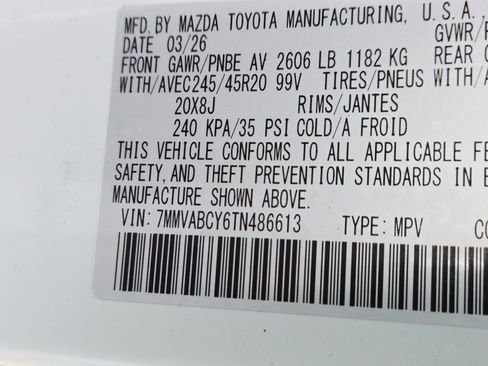 MFD. BY MAZDA TOYOTA MANUFACTURING, U.S.A.,
DATE 03/26 GVWR/P
FRONT GAWR/PNBE AV 2606 LB 1182 KG REAR G
WITH/AVEC245/45R20 99V TIRES/PNEUS WITH/A
20X8J RIMS/JANTES
240 KPA/35 PSI COLD/A FROID
THIS VEHICLE CONFORMS TO ALL APPLICABLE FE
SAFETY, AND THEFT PREVENTION STANDARDS IN E
MANUFACTURE SHOWN ABOVE.
VIN: 7MMVABCY6TN486613 TYPE: MPV CO